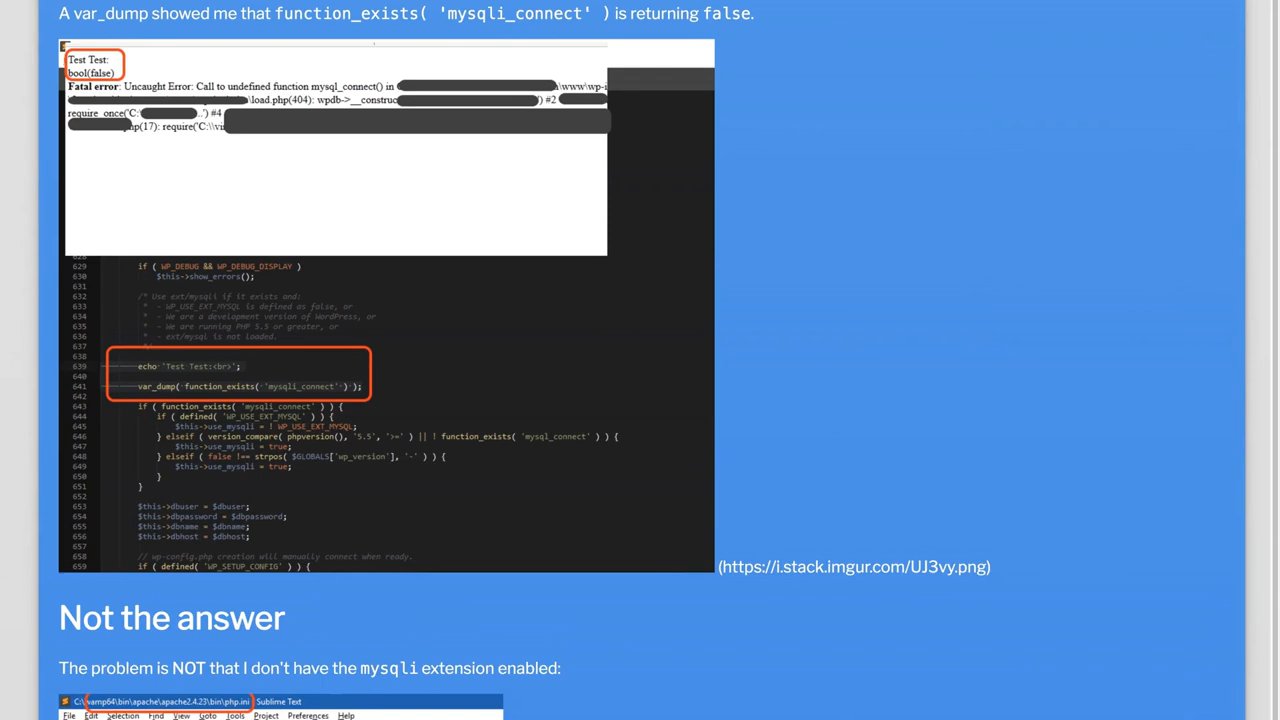 A var_dump showed me that function_exists( 'mysqli_connect' ) is returning false.
Test Test:
bool(false)
Fatal error: Uncaught Error: Call to undefined function mysql_connect() in \www\wp-i
\load.php(404): wpdb->__construc ') #2
require_once('C: ..') #4
php(17): require('C:\\vi
628
629 if ( WP_DEBUG && WP_DEBUG_DISPLAY )
630 $this->show_errors();
631
632 /* Use ext/mysqli if it exists and:
633 * - WP_USE_EXT_MYSQL is defined as false, or
634 * - We are a development version of WordPress, or
635 * - We are running PHP 5.5 or greater, or
636 * - ext/mysql is not loaded.
637 */
638
639 echo 'Test Test:<br>';
640
641 var_dump( function_exists( 'mysqli_connect' ) );
642
643 if ( function_exists( 'mysqli_connect' ) ) {
644 if ( defined( 'WP_USE_EXT_MYSQL' ) ) {
645 $this->use_mysqli = ! WP_USE_EXT_MYSQL;
646 } elseif ( version_compare( phpversion(), '5.5', '>=' ) || ! function_exists( 'mysql_connect' ) ) {
647 $this->use_mysqli = true;
648 } elseif ( false !== strpos( $GLOBALS['wp_version'], '-' ) ) {
649 $this->use_mysqli = true;
650 }
651 }
652
653 $this->dbuser = $dbuser;
654 $this->dbpassword = $dbpassword;
655 $this->dbname = $dbname;
656 $this->dbhost = $dbhost;
657
658 // wp-config.php creation will manually connect when ready.
659 if ( defined( 'WP_SETUP_CONFIG' ) ) {
(https://i.stack.imgur.com/UJ3vy.png)
Not the answer
The problem is NOT that I don't have the mysqli extension enabled:
C:\wamp64\bin\apache\apache2.4.23\bin\php.ini Sublime Text
File Edit Selection Find View Goto Tools Project Preferences Help